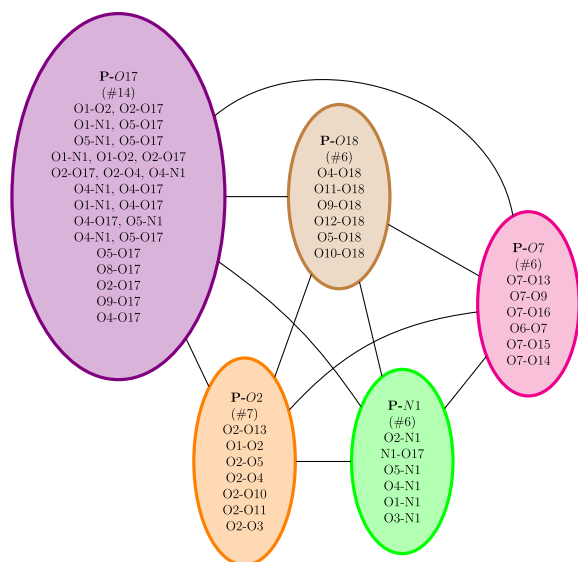 P-O17
(#14)
O1-O2, O2-O17
O1-N1, O5-O17
O5-N1, O5-O17
O1-N1, O1-O2, O2-O17
O2-O17, O2-O4, O4-N1
O4-N1, O4-O17
O1-N1, O4-O17
O4-O17, O5-N1
O4-N1, O5-O17
O5-O17
O8-O17
O2-O17
O9-O17
O4-O17
P-O18
(#6)
O4-O18
O11-O18
O9-O18
O12-O18
O5-O18
O10-O18
P-O7
(#6)
O7-O13
O7-O9
O7-O16
O6-O7
O7-O15
O7-O14
P-O2
(#7)
O2-O13
O1-O2
O2-O5
O2-O4
O2-O10
O2-O11
O2-O3
P-N1
(#6)
O2-N1
N1-O17
O5-N1
O4-N1
O1-N1
O3-N1